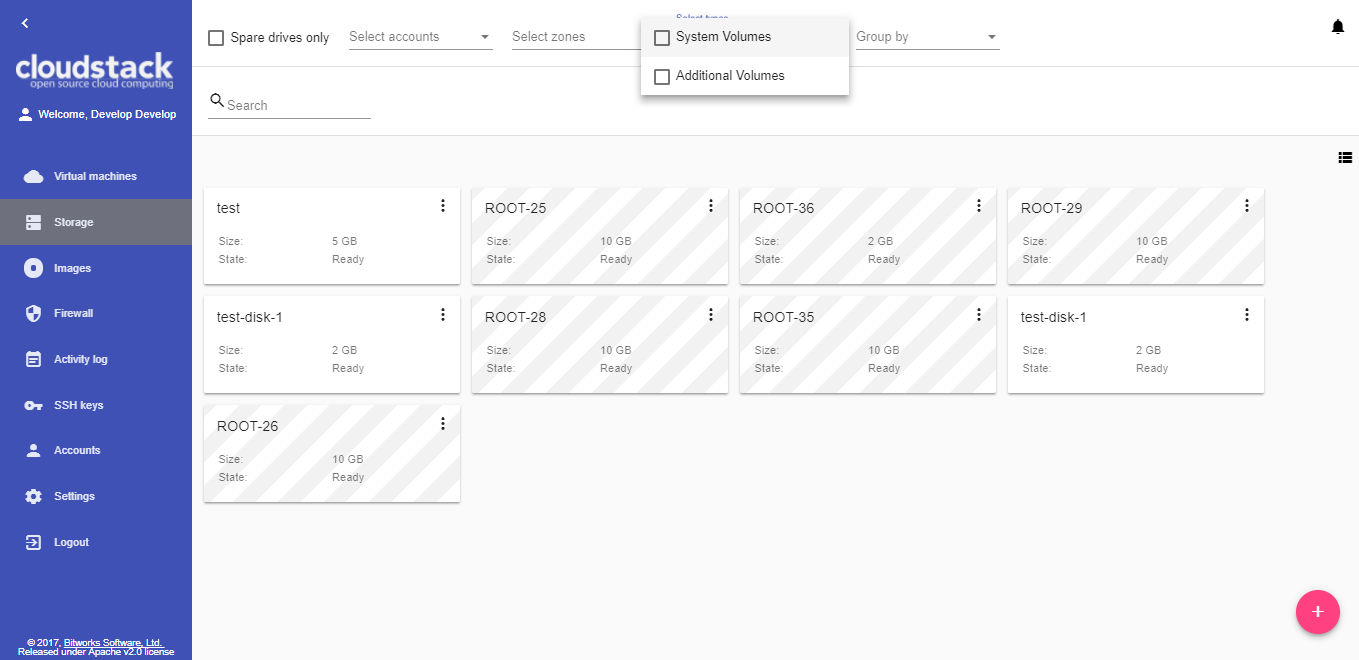 cloudstack
open source cloud computing
Welcome, Develop Develop
Virtual machines
Storage
Images
Firewall
Activity log
SSH keys
Accounts
Settings
Logout
© 2017, Bitworks Software, Ltd.
Released under Apache v2.0 license
Spare drives only
Select accounts
Select zones
Select types
System Volumes
Additional Volumes
Group by
Search
test
Size: 5 GB
State: Ready
ROOT-25
Size: 10 GB
State: Ready
ROOT-36
Size: 2 GB
State: Ready
ROOT-29
Size: 10 GB
State: Ready
test-disk-1
Size: 2 GB
State: Ready
ROOT-28
Size: 10 GB
State: Ready
ROOT-35
Size: 10 GB
State: Ready
test-disk-1
Size: 2 GB
State: Ready
ROOT-26
Size: 10 GB
State: Ready